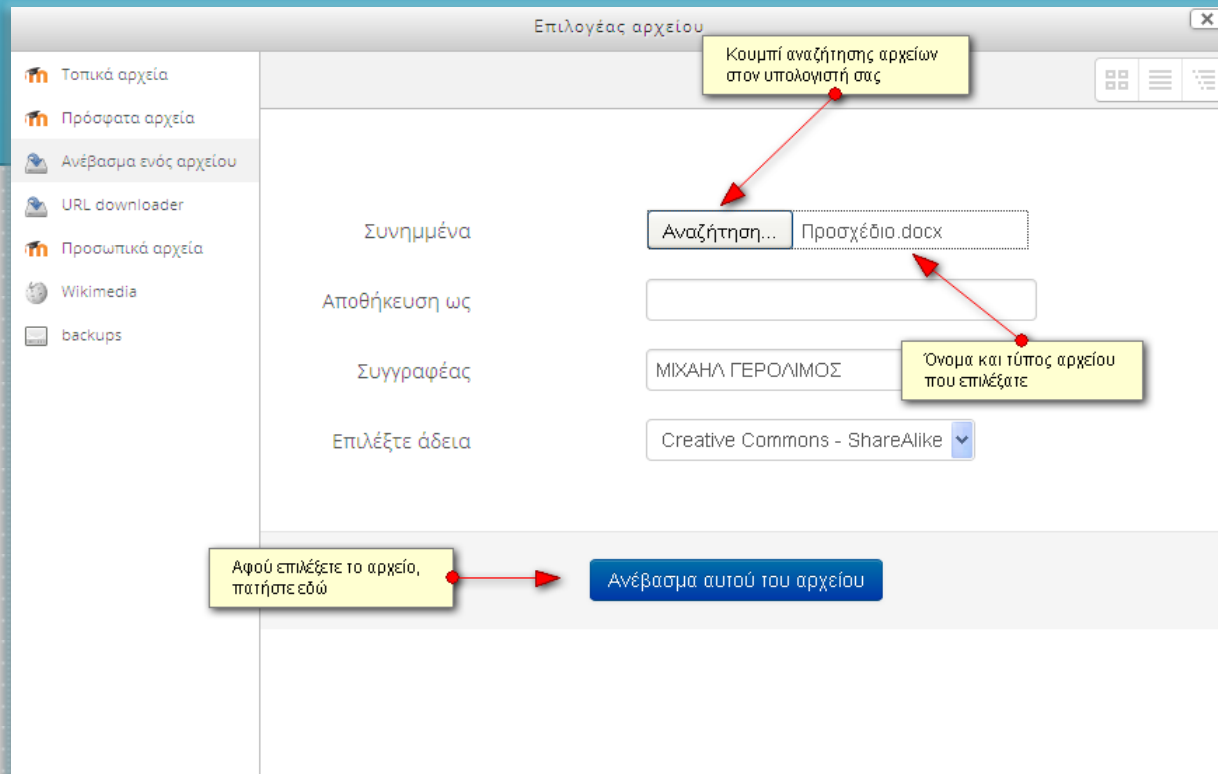 Επιλογέας αρχείου
Κουμπί αναζήτησης αρχείων
στον υπολογιστή σας
Τοπικά αρχεία
Πρόσφατα αρχεία
Ανέβασμα ενός αρχείου
URL downloader
Προσωπικά αρχεία
Wikimedia
backups
Συνημμένα
Αναζήτηση... Προσχέδιο.docx
Αποθήκευση ως
Όνομα και τύπος αρχείου
που επιλέξατε
Συγγραφέας ΜΙΧΑΗΛ ΓΕΡΟΛΙΜΟΣ
Επιλέξτε άδεια Creative Commons - ShareAlike
Αφού επιλέξετε το αρχείο,
πατήστε εδώ
Ανέβασμα αυτού του αρχείου